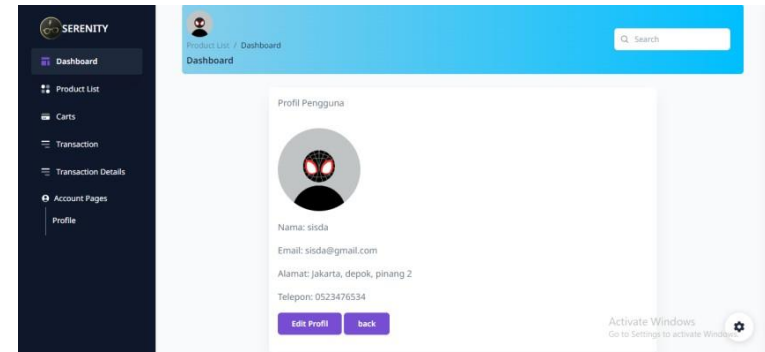 SERENITY
Dashboard
Product List
Carts
Transaction
Transaction Details
Account Pages
Profile
Product List / Dashboard
Dashboard
Search
Profil Pengguna
Nama: sisda
Email: sisda@gmail.com
Alamat: Jakarta, depok, pinang 2
Telepon: 0523476534
Edit Profil
back
Activate Windows
Go to Settings to activate Windows.